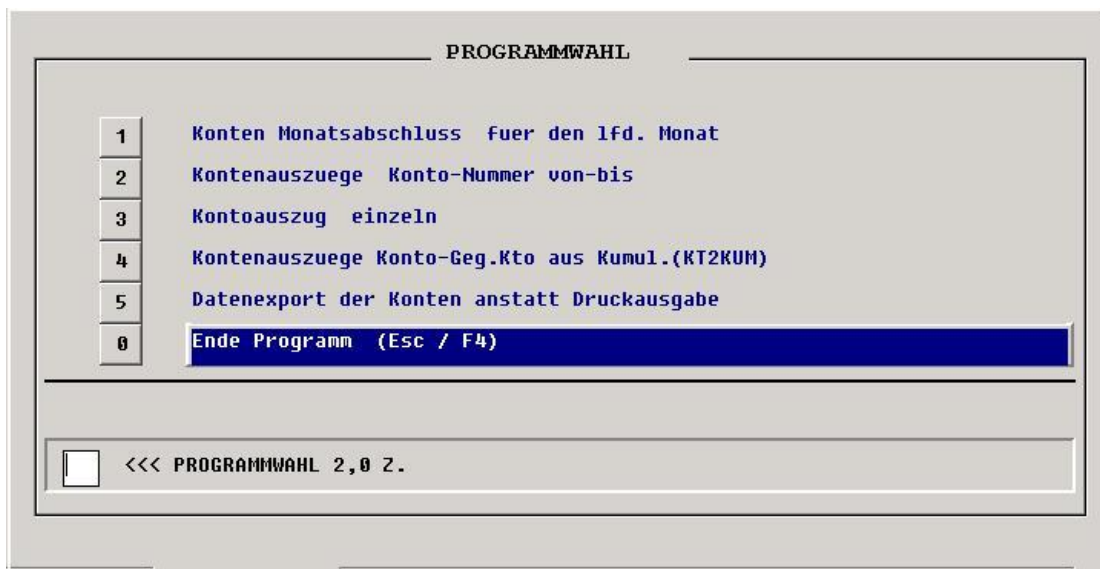 PROGRAMMWAHL
1 Konten Monatsabschluss fuer den lfd. Monat
2 Kontenauszuege Konto-Nummer von-bis
3 Kontoauszug einzeln
4 Kontenauszuege Konto-Geg.Kto aus Kumul.(KT2KUM)
5 Datenexport der Konten anstatt Druckausgabe
0 Ende Programm (Esc / F4)
<<< PROGRAMMWAHL 2,0 Z.